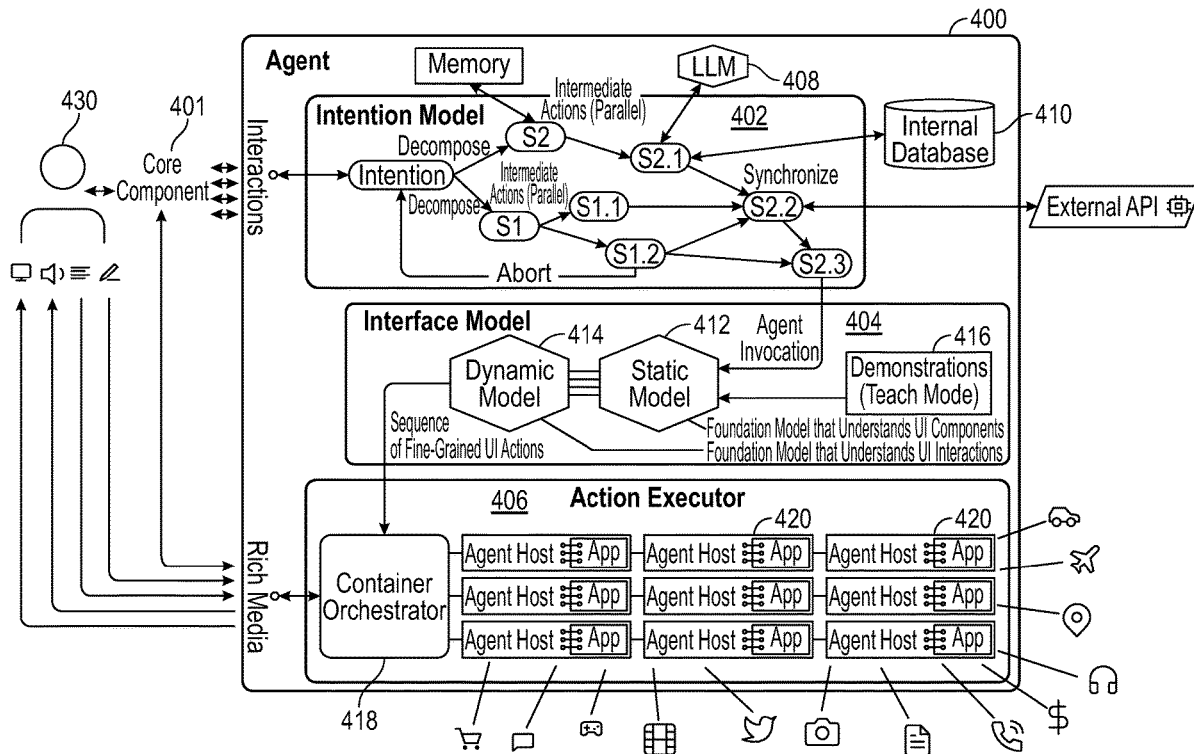 400
Agent
Memory
LLM
408
430
401
Core
Component
Interactions
Intention Model
Intermediate
Actions (Parallel)
402
410
Internal
Database
Decompose
S2
S2.1
Intention
Intermediate
Actions (Parallel)
Synchronize
Decompose
S1
S1.1
S2.2
External API
S1.2
S2.3
Abort
Interface Model
414
412
Agent
Invocation
404
416
Dynamic
Model
Static
Model
Demonstrations
(Teach Mode)
Sequence
of Fine-Grained UI Actions
Foundation Model that Understands UI Components
Foundation Model that Understands UI Interactions
406
Action Executor
420
420
Rich Media
Container
Orchestrator
Agent Host App Agent Host App Agent Host App
Agent Host App Agent Host App Agent Host App
Agent Host App Agent Host App Agent Host App
418
$